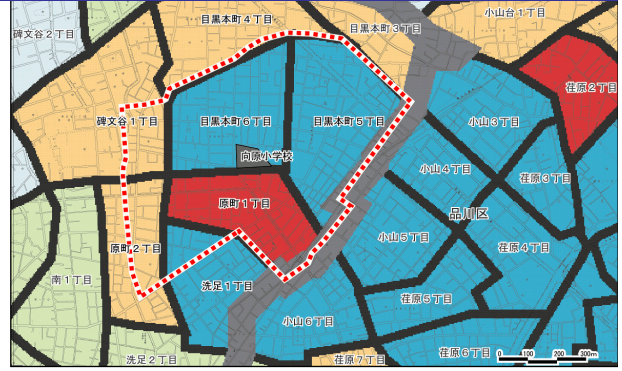 目黒本町4丁目
小山台1丁目
目黒本町3丁目
碑文谷2丁目
荏原2丁目
碑文谷1丁目
目黒本町6丁目
目黒本町5丁目
小山3丁目
向原小学校
小山4丁目
荏原3丁目
原町1丁目
品川区
小山5丁目
原町2丁目
荏原4丁目
南1丁目
洗足1丁目
荏原5丁目
小山6丁目
洗足2丁目
荏原7丁目
荏原6丁目
0 100 200 300m